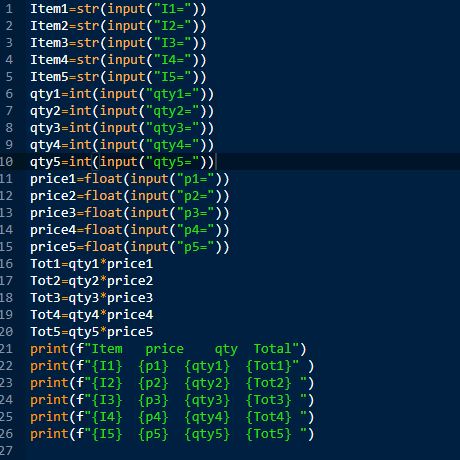 1 Item1=str(input("I1="))
2 Item2=str(input("I2="))
3 Item3=str(input("I3="))
4 Item4=str(input("I4="))
5 Item5=str(input("I5="))
6 qty1=int(input("qty1="))
7 qty2=int(input("qty2="))
8 qty3=int(input("qty3="))
9 qty4=int(input("qty4="))
10 qty5=int(input("qty5="))
11 price1=float(input("p1="))
12 price2=float(input("p2="))
13 price3=float(input("p3="))
14 price4=float(input("p4="))
15 price5=float(input("p5="))
16 Tot1=qty1*price1
17 Tot2=qty2*price2
18 Tot3=qty3*price3
19 Tot4=qty4*price4
20 Tot5=qty5*price5
21 print(f"Item   price    qty  Total")
22 print(f"{I1}  {p1}  {qty1}  {Tot1}" )
23 print(f"{I2}  {p2}  {qty2}  {Tot2} ")
24 print(f"{I3}  {p3}  {qty3}  {Tot3} ")
25 print(f"{I4}  {p4}  {qty4}  {Tot4} ")
26 print(f"{I5}  {p5}  {qty5}  {Tot5} ")
27